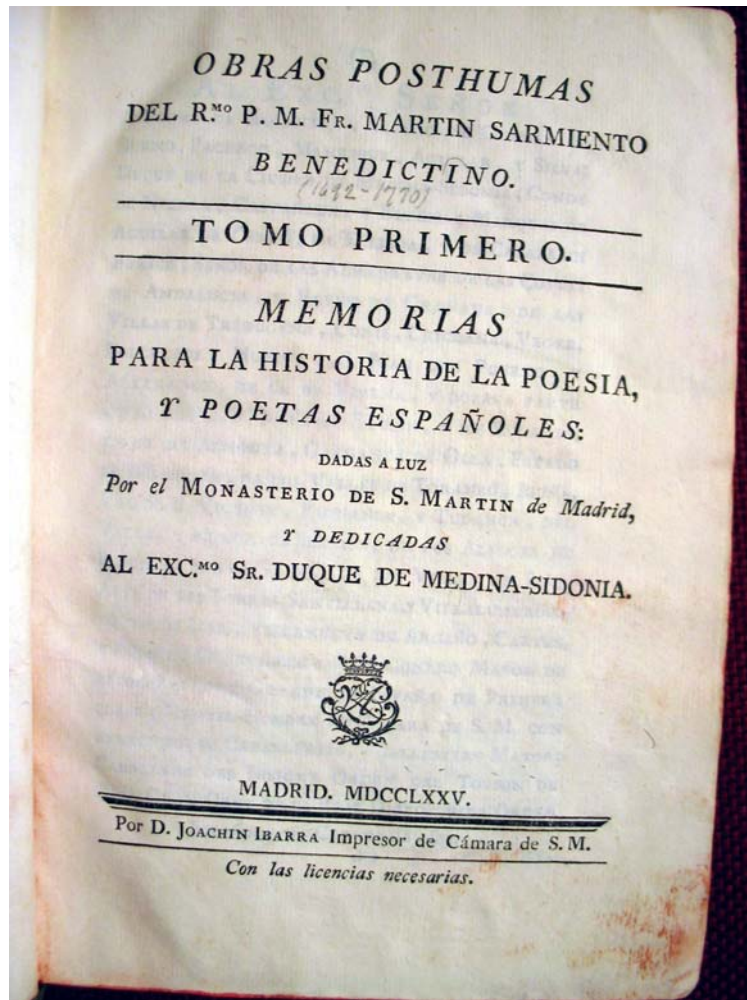 OBRAS POSTHUMAS
DEL R.MO P. M. FR. MARTIN SARMIENTO
BENEDICTINO.
(1692-1770)
TOMO PRIMERO.
MEMORIAS
PARA LA HISTORIA DE LA POESIA,
Y POETAS ESPAÑOLES:
DADAS A LUZ
Por el MONASTERIO DE S. MARTIN de Madrid,
Y DEDICADAS
AL EXC.MO SR. DUQUE DE MEDINA-SIDONIA.
MADRID. MDCCLXXV.
Por D. JOACHIN IBARRA Impresor de Cámara de S. M.
Con las licencias necesarias.